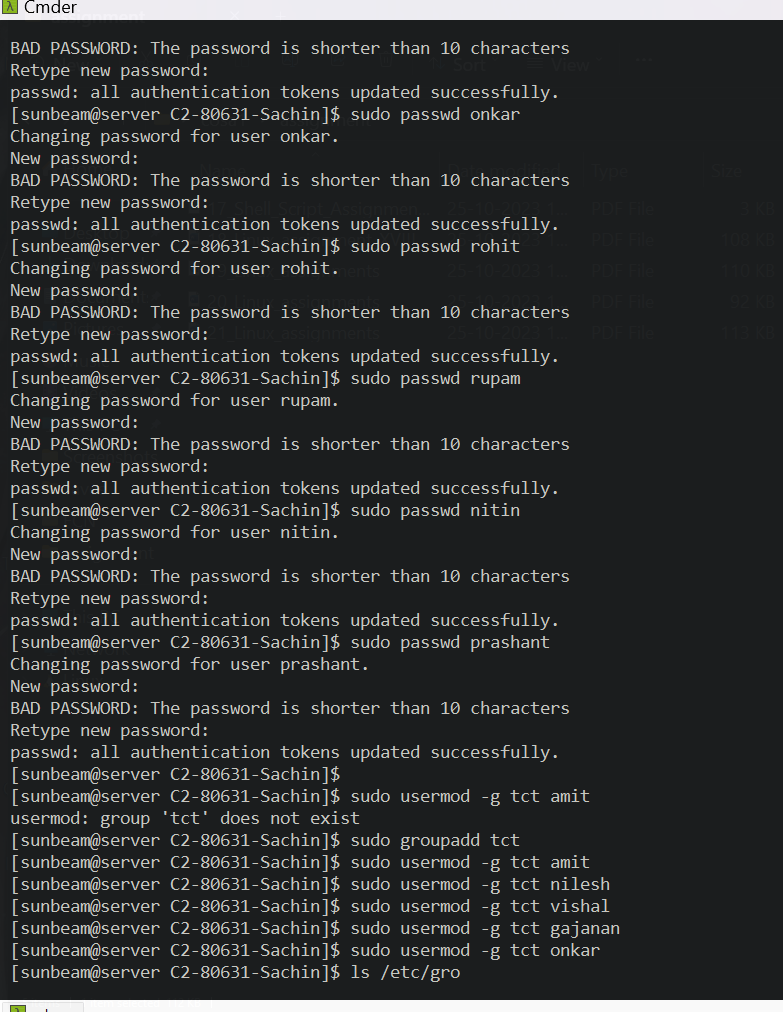 λ Cmder
BAD PASSWORD: The password is shorter than 10 characters
Retype new password:
passwd: all authentication tokens updated successfully.
[sunbeam@server C2-80631-Sachin]$ sudo passwd onkar
Changing password for user onkar.
New password:
BAD PASSWORD: The password is shorter than 10 characters
Retype new password:
passwd: all authentication tokens updated successfully.
[sunbeam@server C2-80631-Sachin]$ sudo passwd rohit
Changing password for user rohit.
New password:
BAD PASSWORD: The password is shorter than 10 characters
Retype new password:
passwd: all authentication tokens updated successfully.
[sunbeam@server C2-80631-Sachin]$ sudo passwd rupam
Changing password for user rupam.
New password:
BAD PASSWORD: The password is shorter than 10 characters
Retype new password:
passwd: all authentication tokens updated successfully.
[sunbeam@server C2-80631-Sachin]$ sudo passwd nitin
Changing password for user nitin.
New password:
BAD PASSWORD: The password is shorter than 10 characters
Retype new password:
passwd: all authentication tokens updated successfully.
[sunbeam@server C2-80631-Sachin]$ sudo passwd prashant
Changing password for user prashant.
New password:
BAD PASSWORD: The password is shorter than 10 characters
Retype new password:
passwd: all authentication tokens updated successfully.
[sunbeam@server C2-80631-Sachin]$
[sunbeam@server C2-80631-Sachin]$ sudo usermod -g tct amit
usermod: group 'tct' does not exist
[sunbeam@server C2-80631-Sachin]$ sudo groupadd tct
[sunbeam@server C2-80631-Sachin]$ sudo usermod -g tct amit
[sunbeam@server C2-80631-Sachin]$ sudo usermod -g tct nilesh
[sunbeam@server C2-80631-Sachin]$ sudo usermod -g tct vishal
[sunbeam@server C2-80631-Sachin]$ sudo usermod -g tct gajanan
[sunbeam@server C2-80631-Sachin]$ sudo usermod -g tct onkar
[sunbeam@server C2-80631-Sachin]$ ls /etc/gro